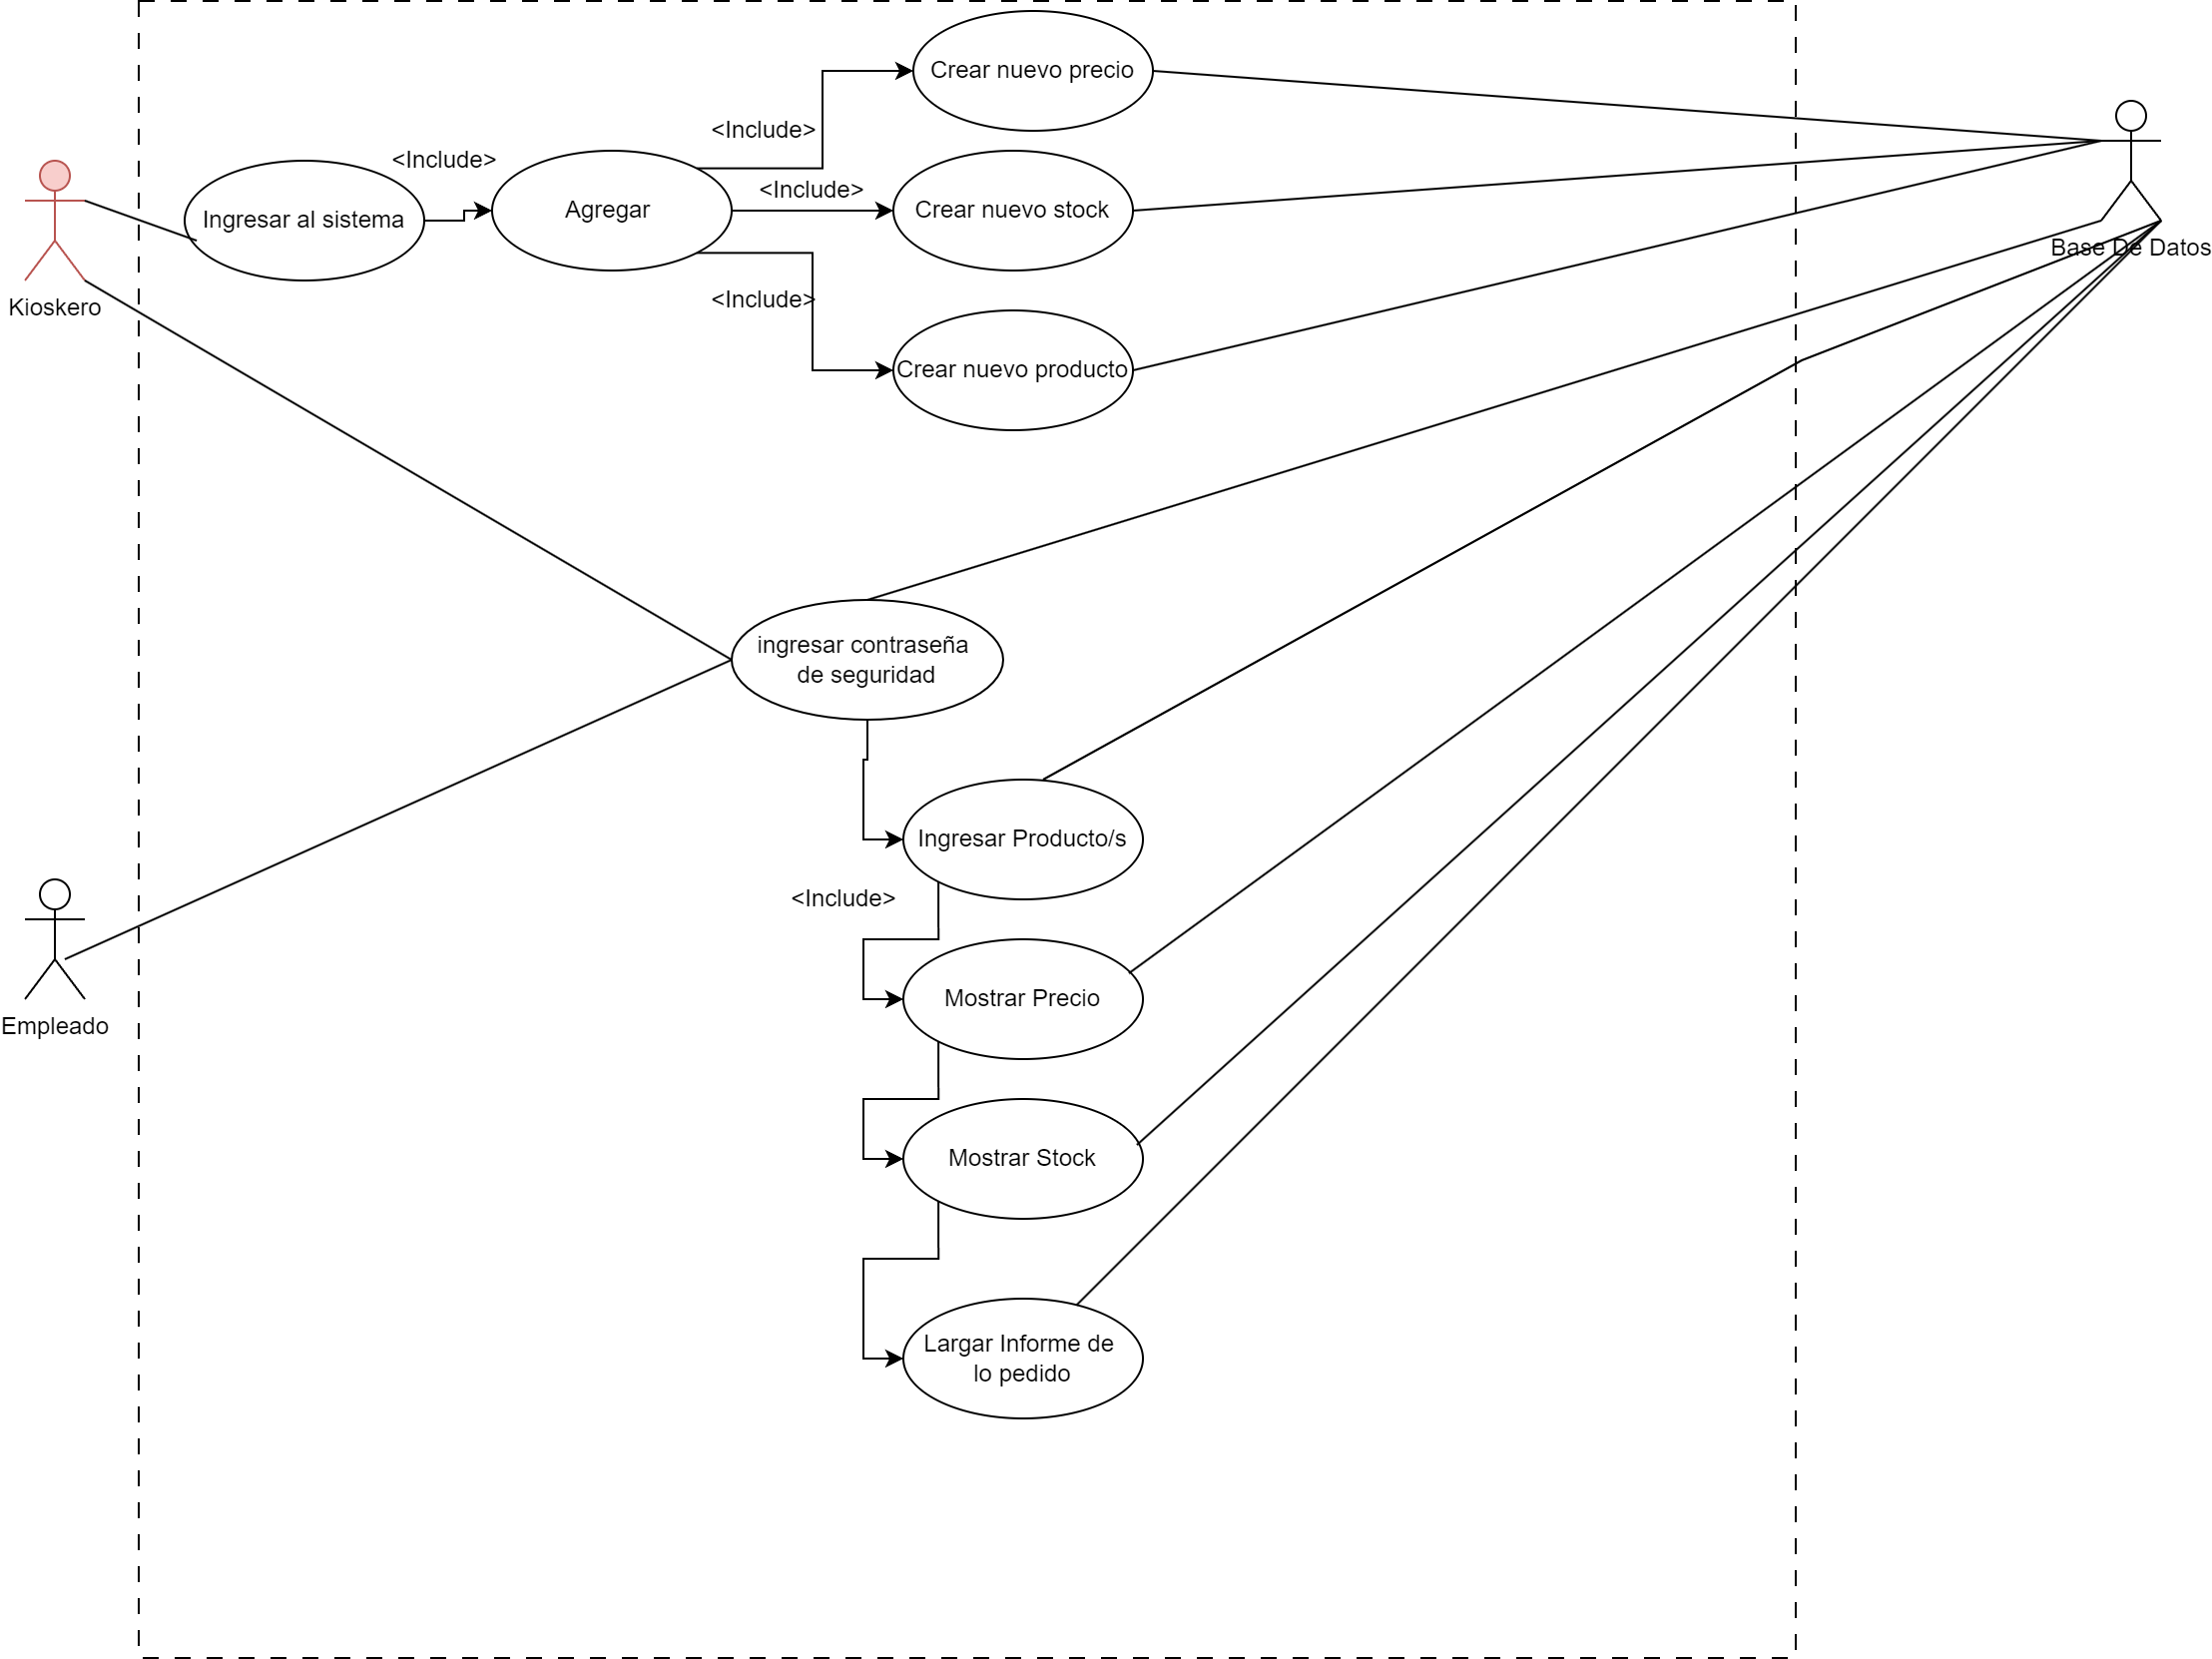 Crear nuevo precio
<Include>
<Include>
Ingresar al sistema
Agregar
<Include>
Crear nuevo stock
Base De Datos
Kioskero
<Include>
Crear nuevo producto
ingresar contraseña
de seguridad
Ingresar Producto/s
<Include>
Mostrar Precio
Empleado
Mostrar Stock
Largar Informe de
lo pedido